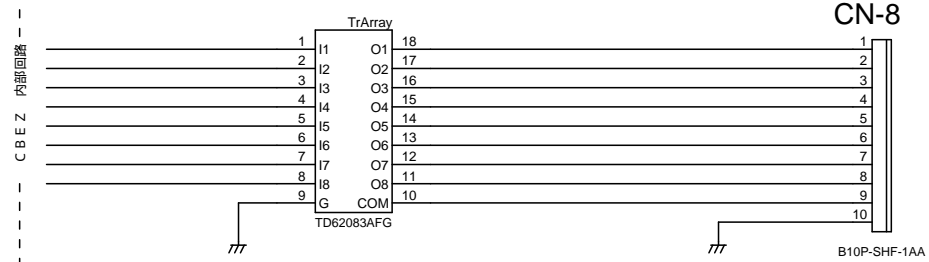 CN-8
TrArray
1 I1 O1 18 1
2 I2 O2 17 2
3 I3 O3 16 3
4 I4 O4 15 4
5 I5 O5 14 5
6 I6 O6 13 6
7 I7 O7 12 7
8 I8 O8 11 8
9 G COM 10 9
10
TD62083AFG
B10P-SHF-1AA
CBEZ 内部回路